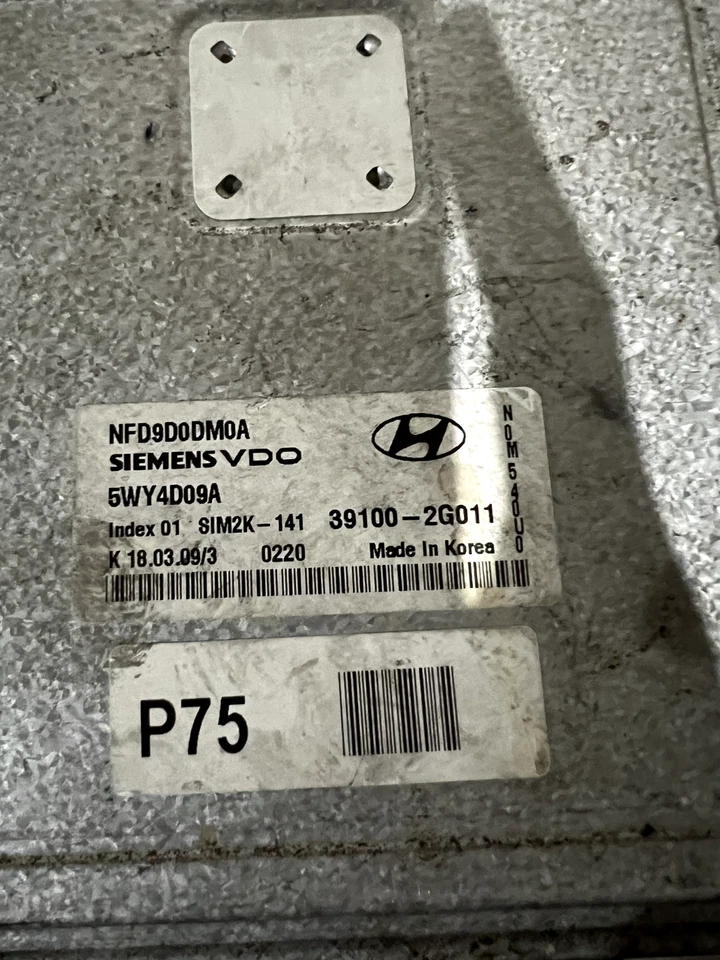 NFD9D0DM0A
SIEMENS VDO
5WY4D09A
Index 01 SIM2K-141 39100-2G011
K 18.03.09/3 0220 Made In Korea
N0M540U0
P75